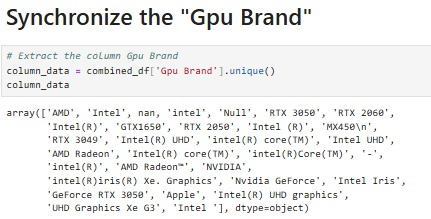 Synchronize the "Gpu Brand"
# Extract the column Gpu Brand
column_data = combined_df['Gpu Brand'].unique()
column_data
array(['AMD', 'Intel', nan, 'intel', 'Null', 'RTX 3050', 'RTX 2060',
'Intel(R)', 'GTX1650', 'RTX 2050', 'Intel (R)', 'MX450\n',
'RTX 3049', 'Intel(R) UHD', 'intel(R) core(TM)', 'Intel UHD',
'AMD Radeon', 'Intel(R) core(TM)', 'intel(R)Core(TM)', '-',
'intel(R)', 'AMD Radeon™', 'NVIDIA',
'intel(R)iris(R) Xe. Graphics', 'Nvidia GeForce', 'Intel Iris',
'GeForce RTX 3050', 'Apple', 'Intel(R) UHD graphics',
'UHD Graphics Xe G3', 'Intel '], dtype=object)